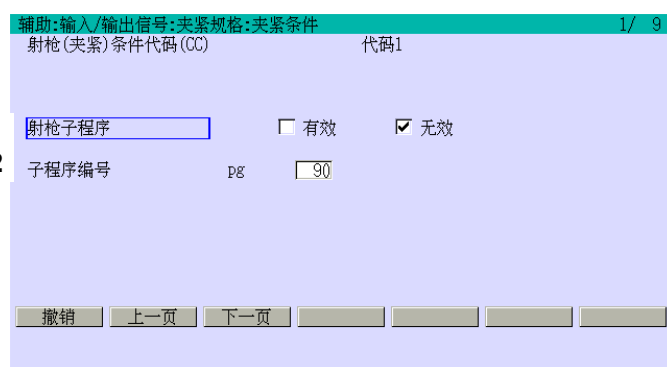 辅助:输入/输出信号:夹紧规格:夹紧条件 1/ 9
射枪(夹紧)条件代码(CC) 代码1
射枪子程序 有效 无效
2
子程序编号 pg 90
撤销 上一页 下一页